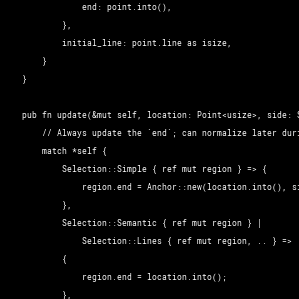 end: point.into(),
},
initial_line: point.line as isize,
}
}
pub fn update(&mut self, location: Point<usize>, side:
// Always update the `end`; can normalize later
match *self {
Selection::Simple { ref mut region } => {
region.end = Anchor::new(location.into(),
},
Selection::Semantic { ref mut region } |
Selection::Lines { ref mut region, .. } =>
{
region.end = location.into();
},